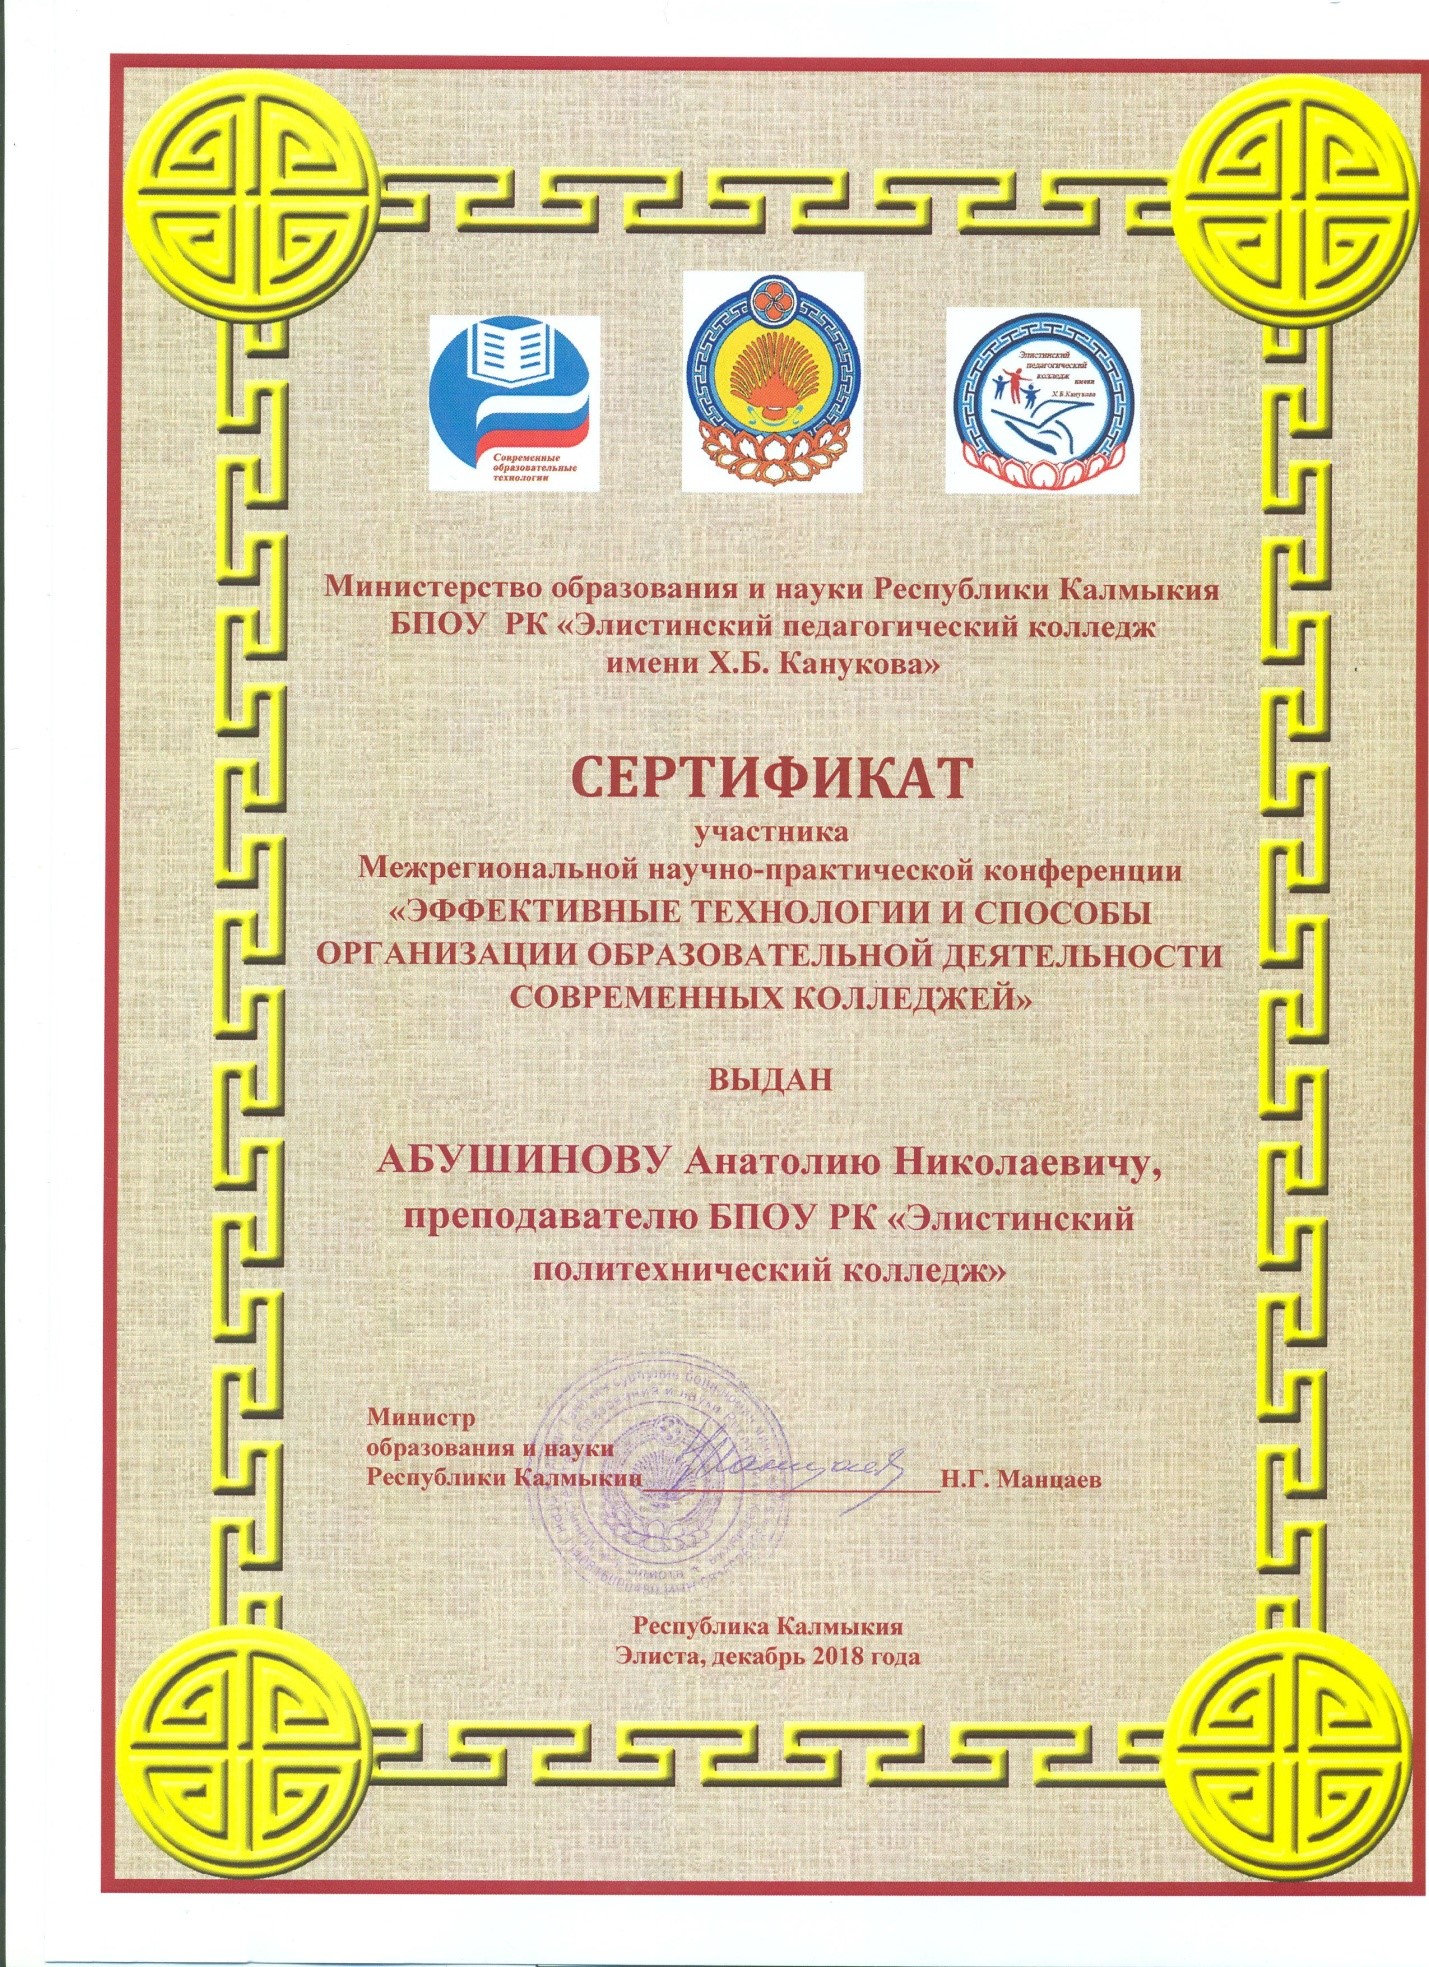 Современные
образовательные
технологии
Элистинский
педагогический
колледж
имени
Х.Б.Канукова
Министерство образования и науки Республики Калмыкия
БПОУ РК «Элистинский педагогический колледж
имени Х.Б. Канукова»
СЕРТИФИКАТ
участника
Межрегиональной научно-практической конференции
«ЭФФЕКТИВНЫЕ ТЕХНОЛОГИИ И СПОСОБЫ
ОРГАНИЗАЦИИ ОБРАЗОВАТЕЛЬНОЙ ДЕЯТЕЛЬНОСТИ
СОВРЕМЕННЫХ КОЛЛЕДЖЕЙ»
ВЫДАН
АБУШИНОВУ Анатолию Николаевичу,
преподавателю БПОУ РК «Элистинский
политехнический колледж»
Министр
образования и науки
Республики Калмыкии Н.Г. Манцаев
Республика Калмыкия
Элиста, декабрь 2018 года